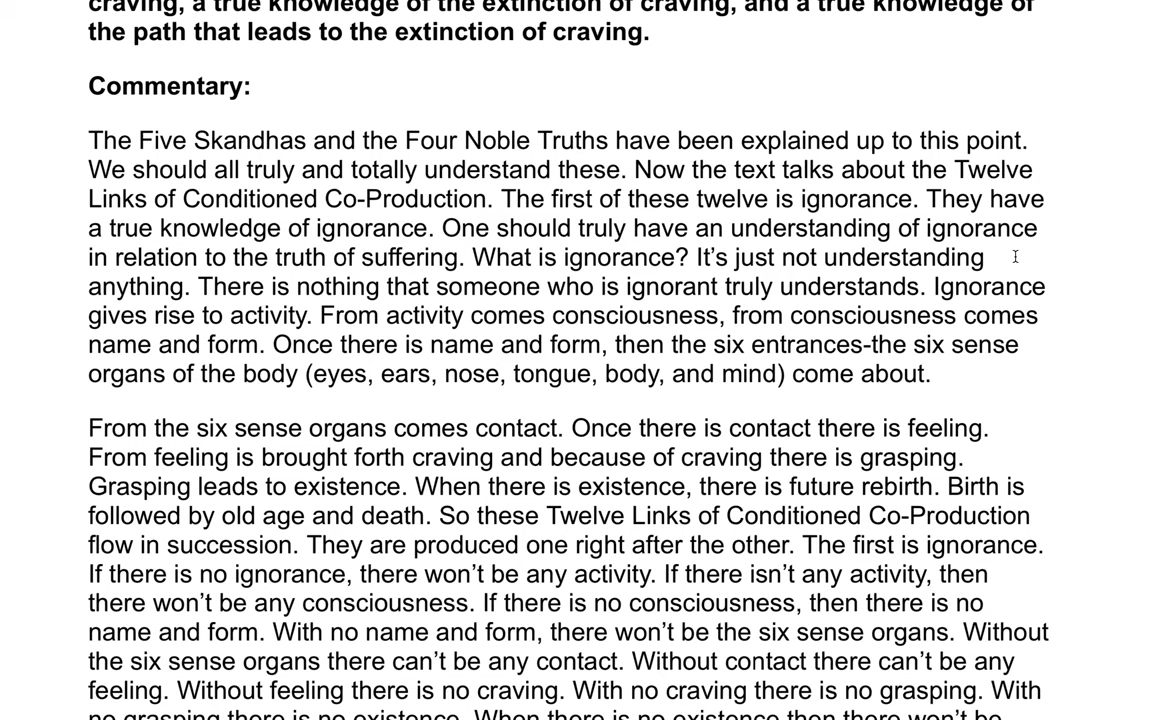 craving, a true knowledge of the extinction of craving, and a true knowledge of
the path that leads to the extinction of craving.
Commentary:
The Five Skandhas and the Four Noble Truths have been explained up to this point.
We should all truly and totally understand these. Now the text talks about the Twelve
Links of Conditioned Co-Production. The first of these twelve is ignorance. They have
a true knowledge of ignorance. One should truly have an understanding of ignorance
in relation to the truth of suffering. What is ignorance? It’s just not understanding
anything. There is nothing that someone who is ignorant truly understands. Ignorance
gives rise to activity. From activity comes consciousness, from consciousness comes
name and form. Once there is name and form, then the six entrances-the six sense
organs of the body (eyes, ears, nose, tongue, body, and mind) come about.
From the six sense organs comes contact. Once there is contact there is feeling.
From feeling is brought forth craving and because of craving there is grasping.
Grasping leads to existence. When there is existence, there is future rebirth. Birth is
followed by old age and death. So these Twelve Links of Conditioned Co-Production
flow in succession. They are produced one right after the other. The first is ignorance.
If there is no ignorance, there won’t be any activity. If there isn’t any activity, then
there won’t be any consciousness. If there is no consciousness, then there is no
name and form. With no name and form, there won’t be the six sense organs. Without
the six sense organs there can’t be any contact. Without contact there can’t be any
feeling. Without feeling there is no craving. With no craving there is no grasping. With
no grasping there is no existence. When there is no existence then there won’t be